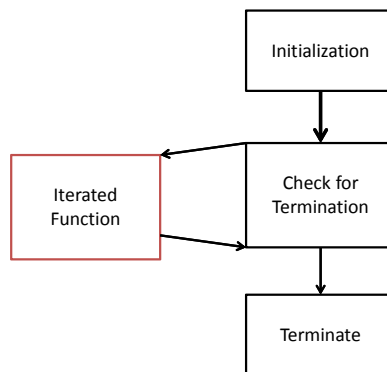 Initialization
Iterated
Function
Check for
Termination
Terminate